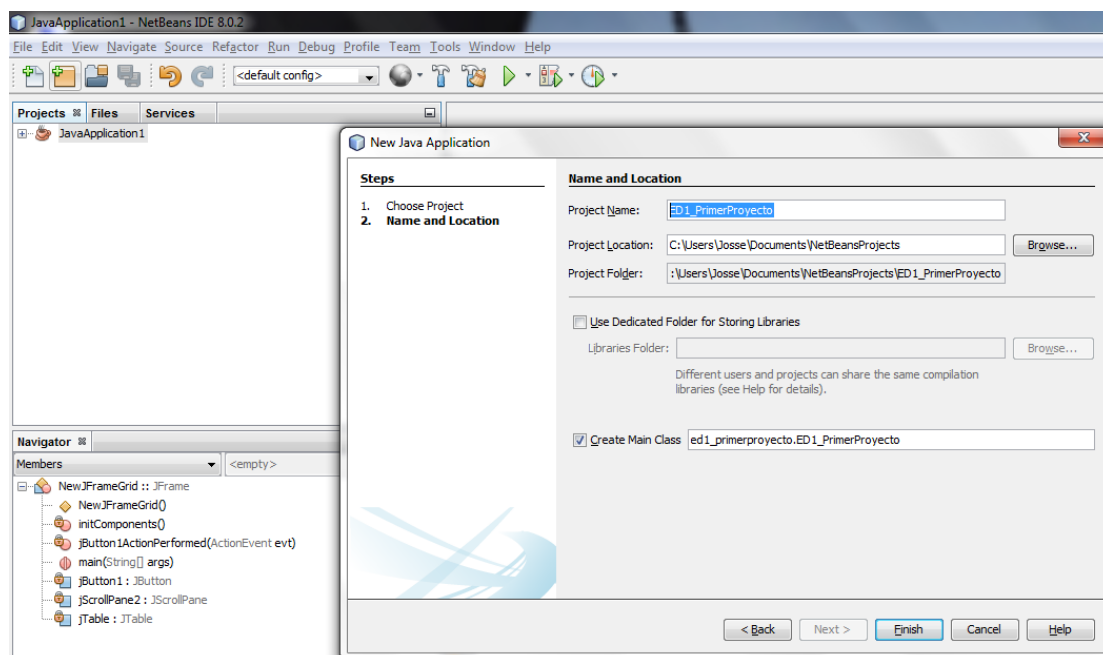 JavaApplication1 - NetBeans IDE 8.0.2
File Edit View Navigate Source Refactor Run Debug Profile Team Tools Window Help
<default config>
Projects Files Services
JavaApplication1
New Java Application
Steps
1. Choose Project
2. Name and Location
Name and Location
Project Name: ED1_PrimerProyecto
Project Location: C:\Users\Josse\Documents\NetBeansProjects Browse...
Project Folder: :\Users\Josse\Documents\NetBeansProjects\ED1_PrimerProyecto
Use Dedicated Folder for Storing Libraries
Libraries Folder: Browse...
Different users and projects can share the same compilation
libraries (see Help for details).
Create Main Class ed1_primerproyecto.ED1_PrimerProyecto
< Back Next > Finish Cancel Help
Navigator
Members <empty>
NewJFrameGrid :: JFrame
NewJFrameGrid()
initComponents()
jButton1ActionPerformed(ActionEvent evt)
main(String[] args)
jButton1 : JButton
jScrollPane2 : JScrollPane
jTable : JTable